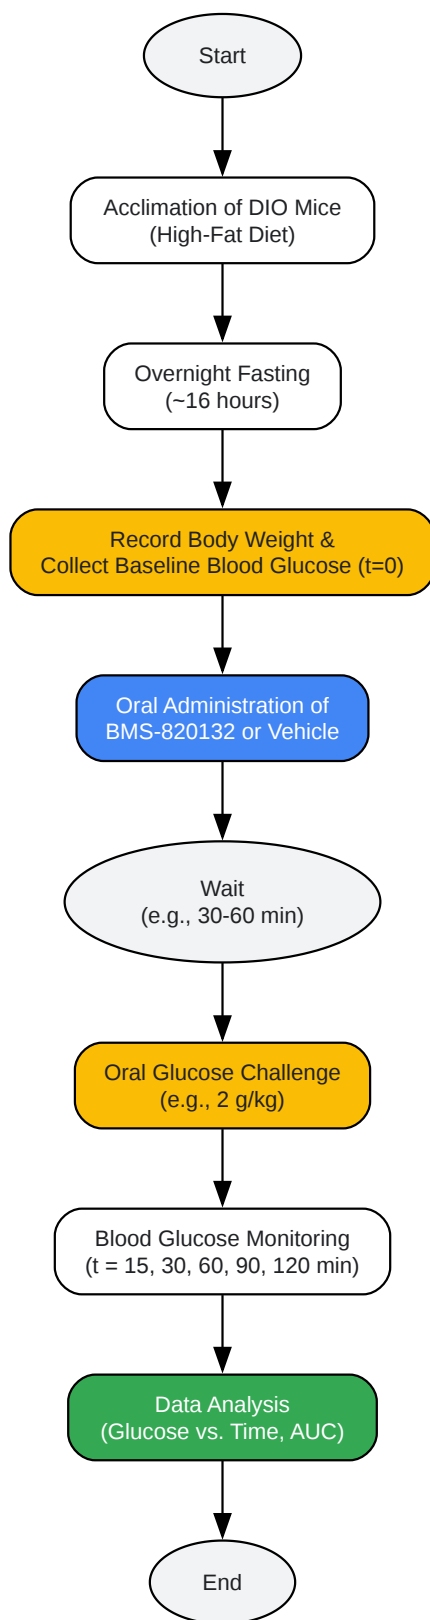 Start
Acclimation of DIO Mice
(High-Fat Diet)
Overnight Fasting
(~16 hours)
Record Body Weight &
Collect Baseline Blood Glucose (t=0)
Oral Administration of
BMS-820132 or Vehicle
Wait
(e.g., 30-60 min)
Oral Glucose Challenge
(e.g., 2 g/kg)
Blood Glucose Monitoring
(t = 15, 30, 60, 90, 120 min)
Data Analysis
(Glucose vs. Time, AUC)
End